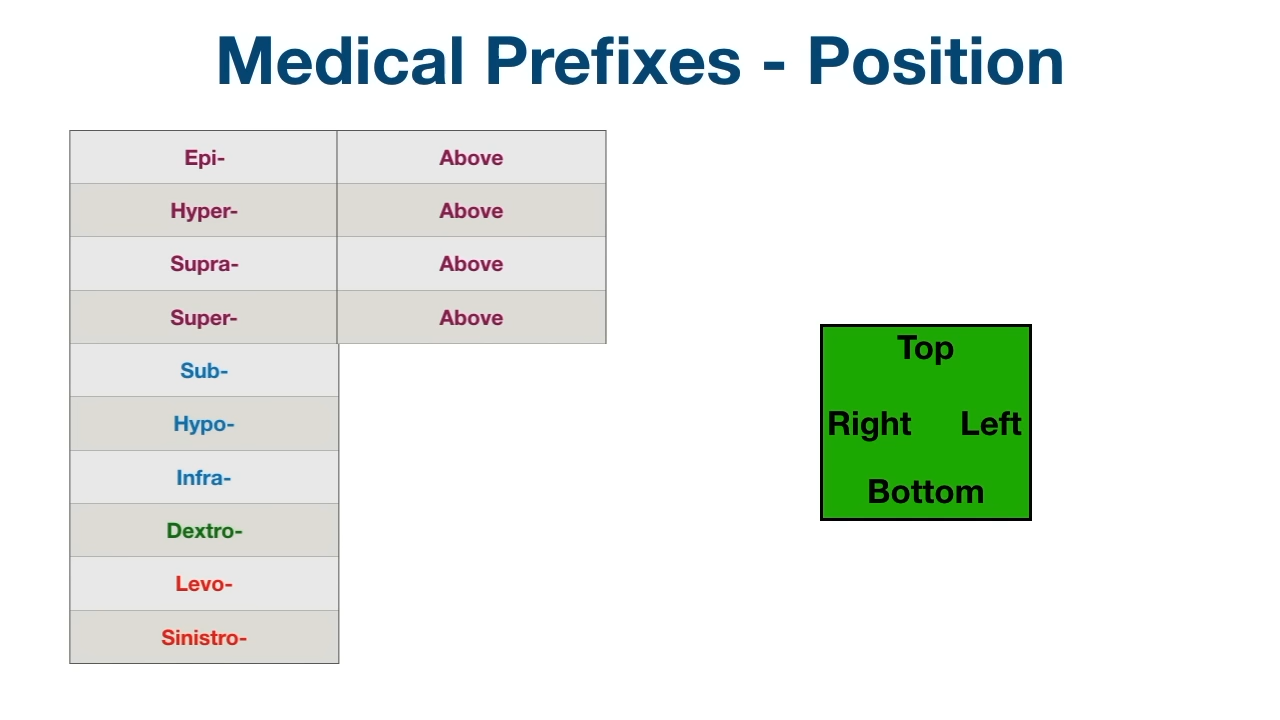 Medical Prefixes - Position
Epi- Above
Hyper- Above
Supra- Above
Super- Above
Sub-
Hypo-
Infra-
Dextro-
Levo-
Sinistro-
Top
Right Left
Bottom